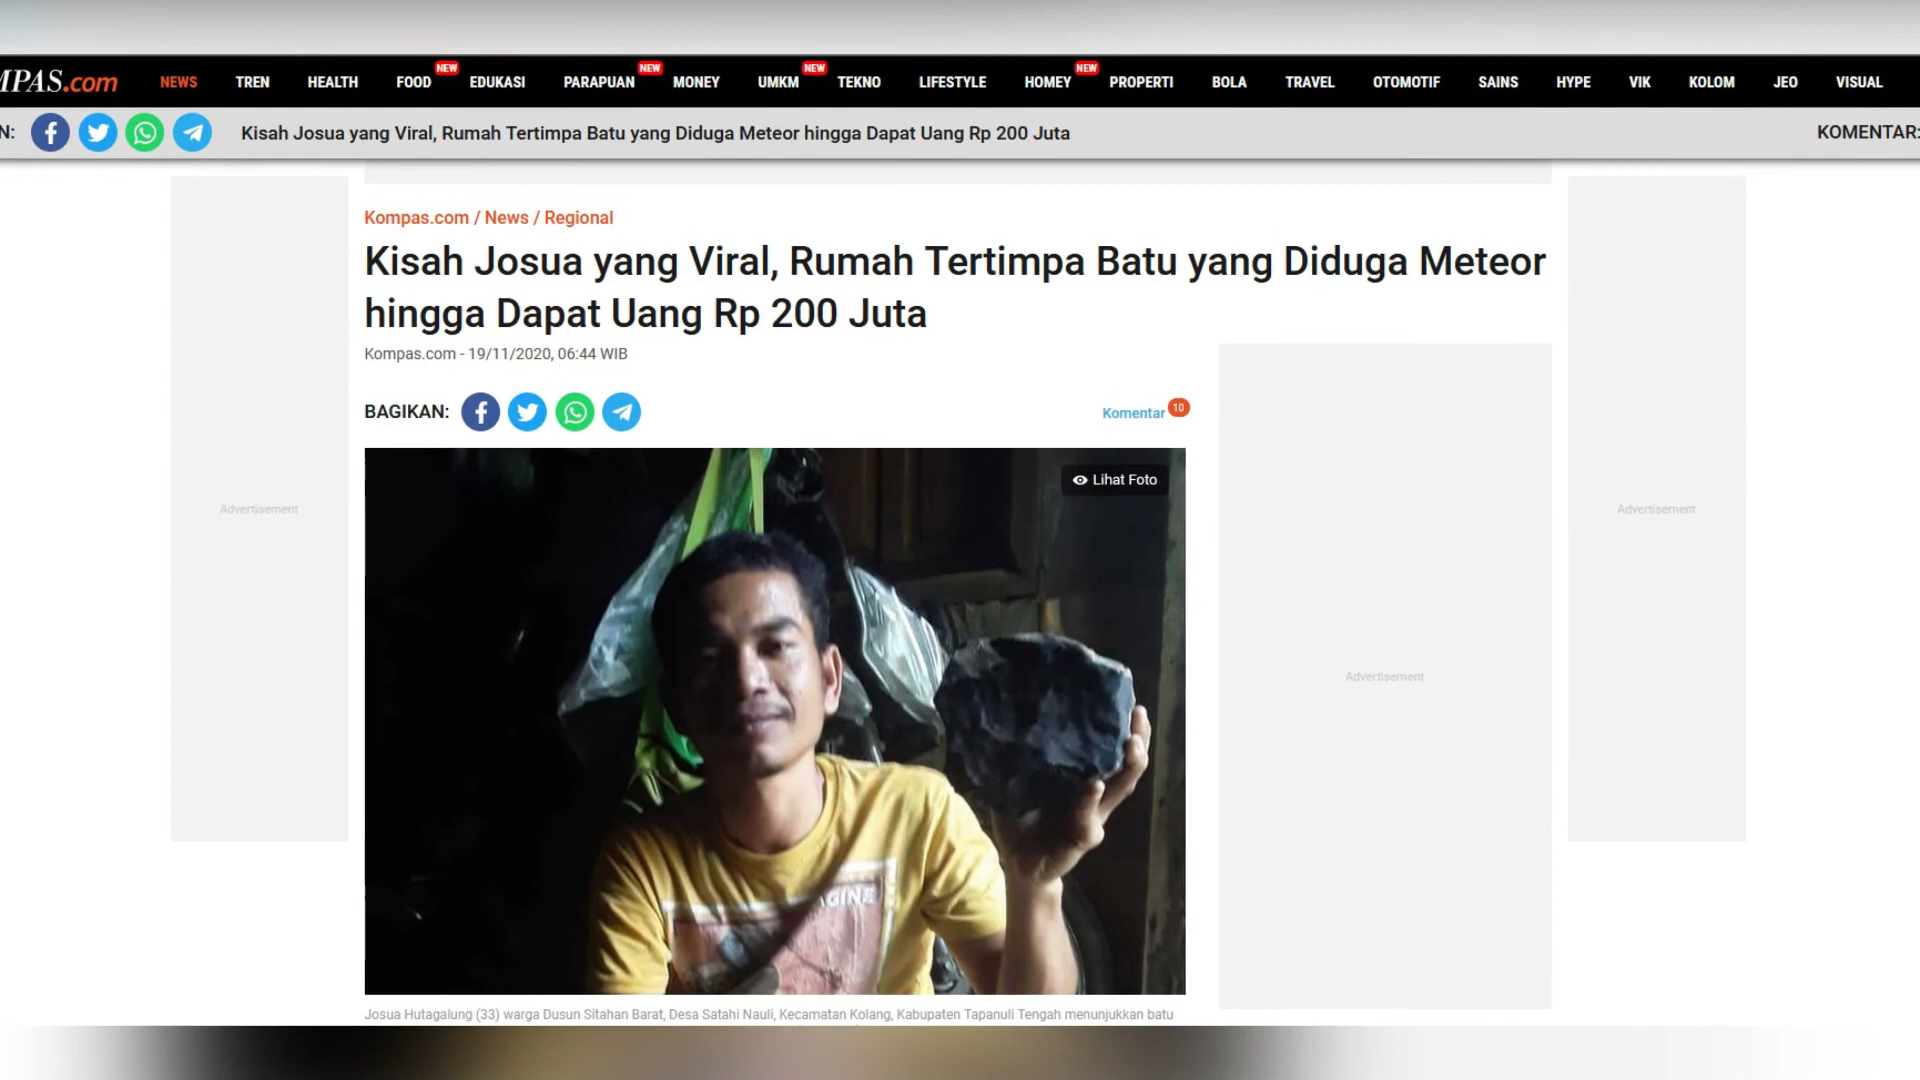 MPAS.com NEWS TREN HEALTH FOOD NEW EDUKASI PARAPUAN NEW MONEY UMKM NEW TEKNO LIFESTYLE HOMEY NEW PROPERTI BOLA TRAVEL OTOMOTIF SAINS HYPE VIK KOLOM JEO VISUAL
N: Kisah Josua yang Viral, Rumah Tertimpa Batu yang Diduga Meteor hingga Dapat Uang Rp 200 Juta KOMENTAR:
Kompas.com / News / Regional
Kisah Josua yang Viral, Rumah Tertimpa Batu yang Diduga Meteor
hingga Dapat Uang Rp 200 Juta
Kompas.com - 19/11/2020, 06:44 WIB
BAGIKAN: Komentar 10
Lihat Foto
Advertisement
Advertisement
Advertisement
AGINE
Josua Hutagalung (33) warga Dusun Sitahan Barat, Desa Satahi Nauli, Kecamatan Kolang, Kabupaten Tapanuli Tengah menunjukkan batu